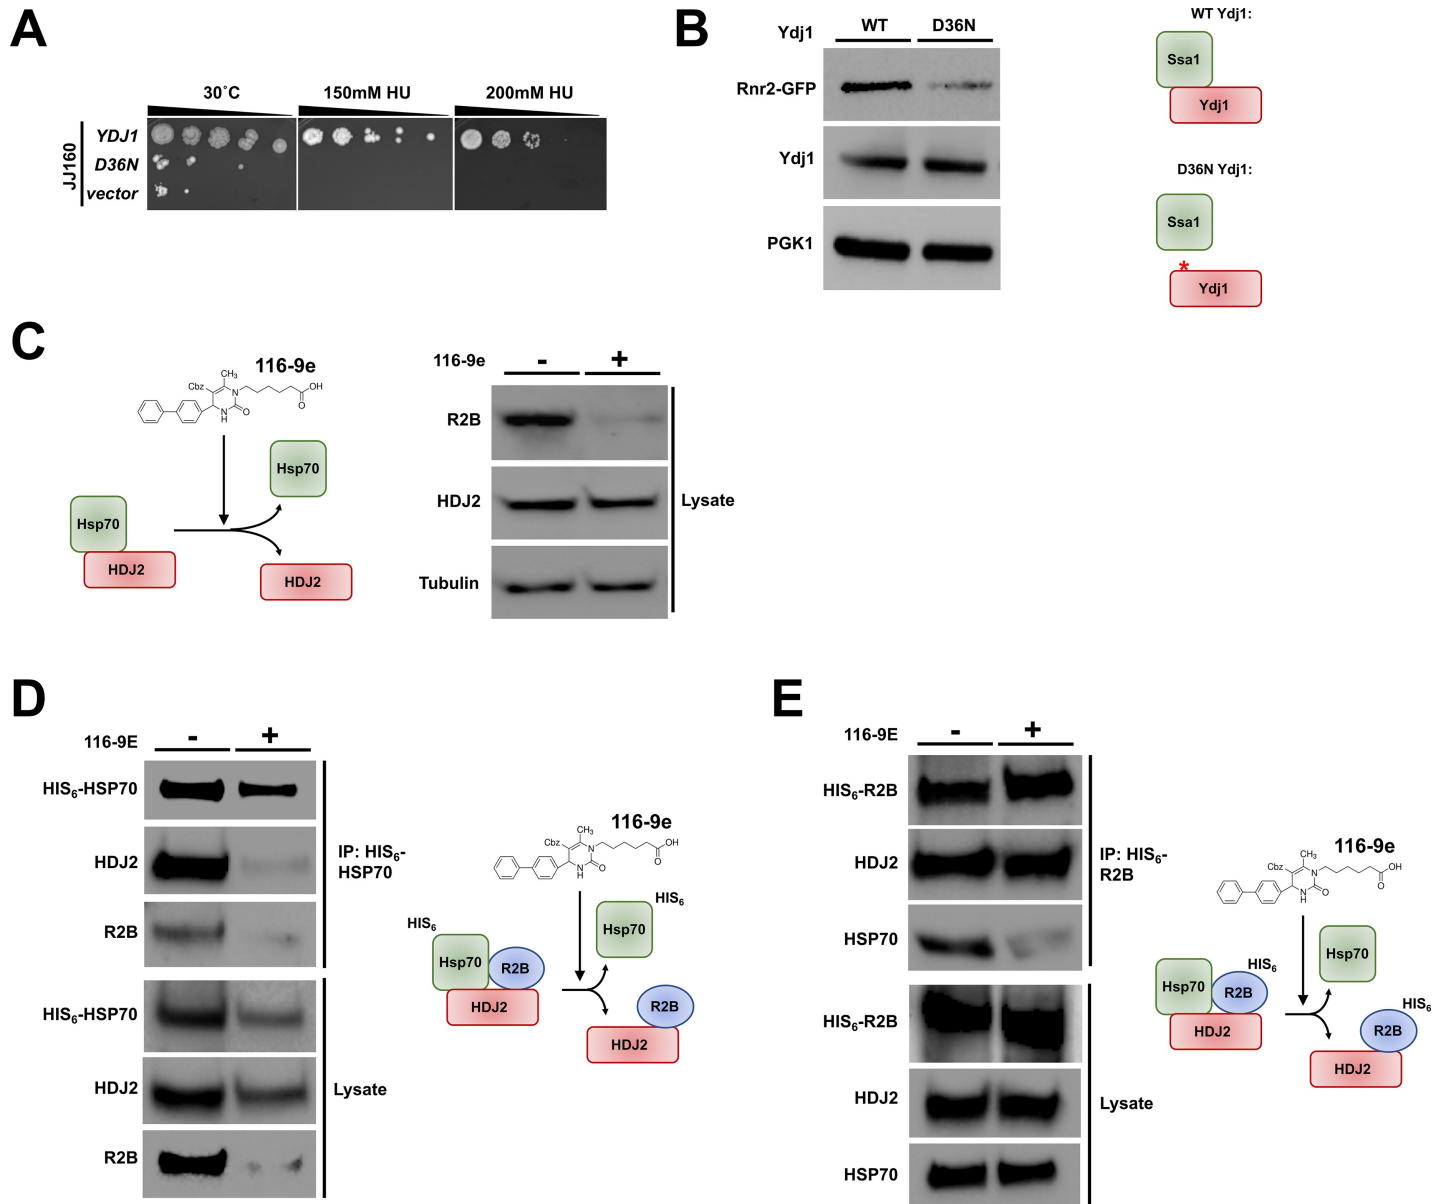 A
30˚C 150mM HU 200mM HU
JJ160
YDJ1
D36N
vector
B
Ydj1 WT D36N
Rnr2-GFP
Ydj1
PGK1
WT Ydj1:
Ssa1
Ydj1
D36N Ydj1:
Ssa1
*
Ydj1
C
116-9e
Cbz CH3 N OH O N H O
Hsp70
Hsp70
HDJ2
HDJ2
116-9e - +
R2B
HDJ2
Tubulin
Lysate
D
116-9E - +
HIS6-HSP70
HDJ2
R2B
IP: HIS6-
HSP70
HIS6-HSP70
HDJ2
R2B
Lysate
116-9e
Cbz CH3 N OH O N H O
HIS6
Hsp70
HIS6
Hsp70
R2B
HDJ2
R2B
HDJ2
E
116-9E - +
HIS6-R2B
HDJ2
HSP70
IP: HIS6-
R2B
HIS6-R2B
HDJ2
HSP70
Lysate
116-9e
Cbz CH3 N OH O N H O
Hsp70
HIS6
Hsp70
R2B
HDJ2
HIS6
R2B
HDJ2